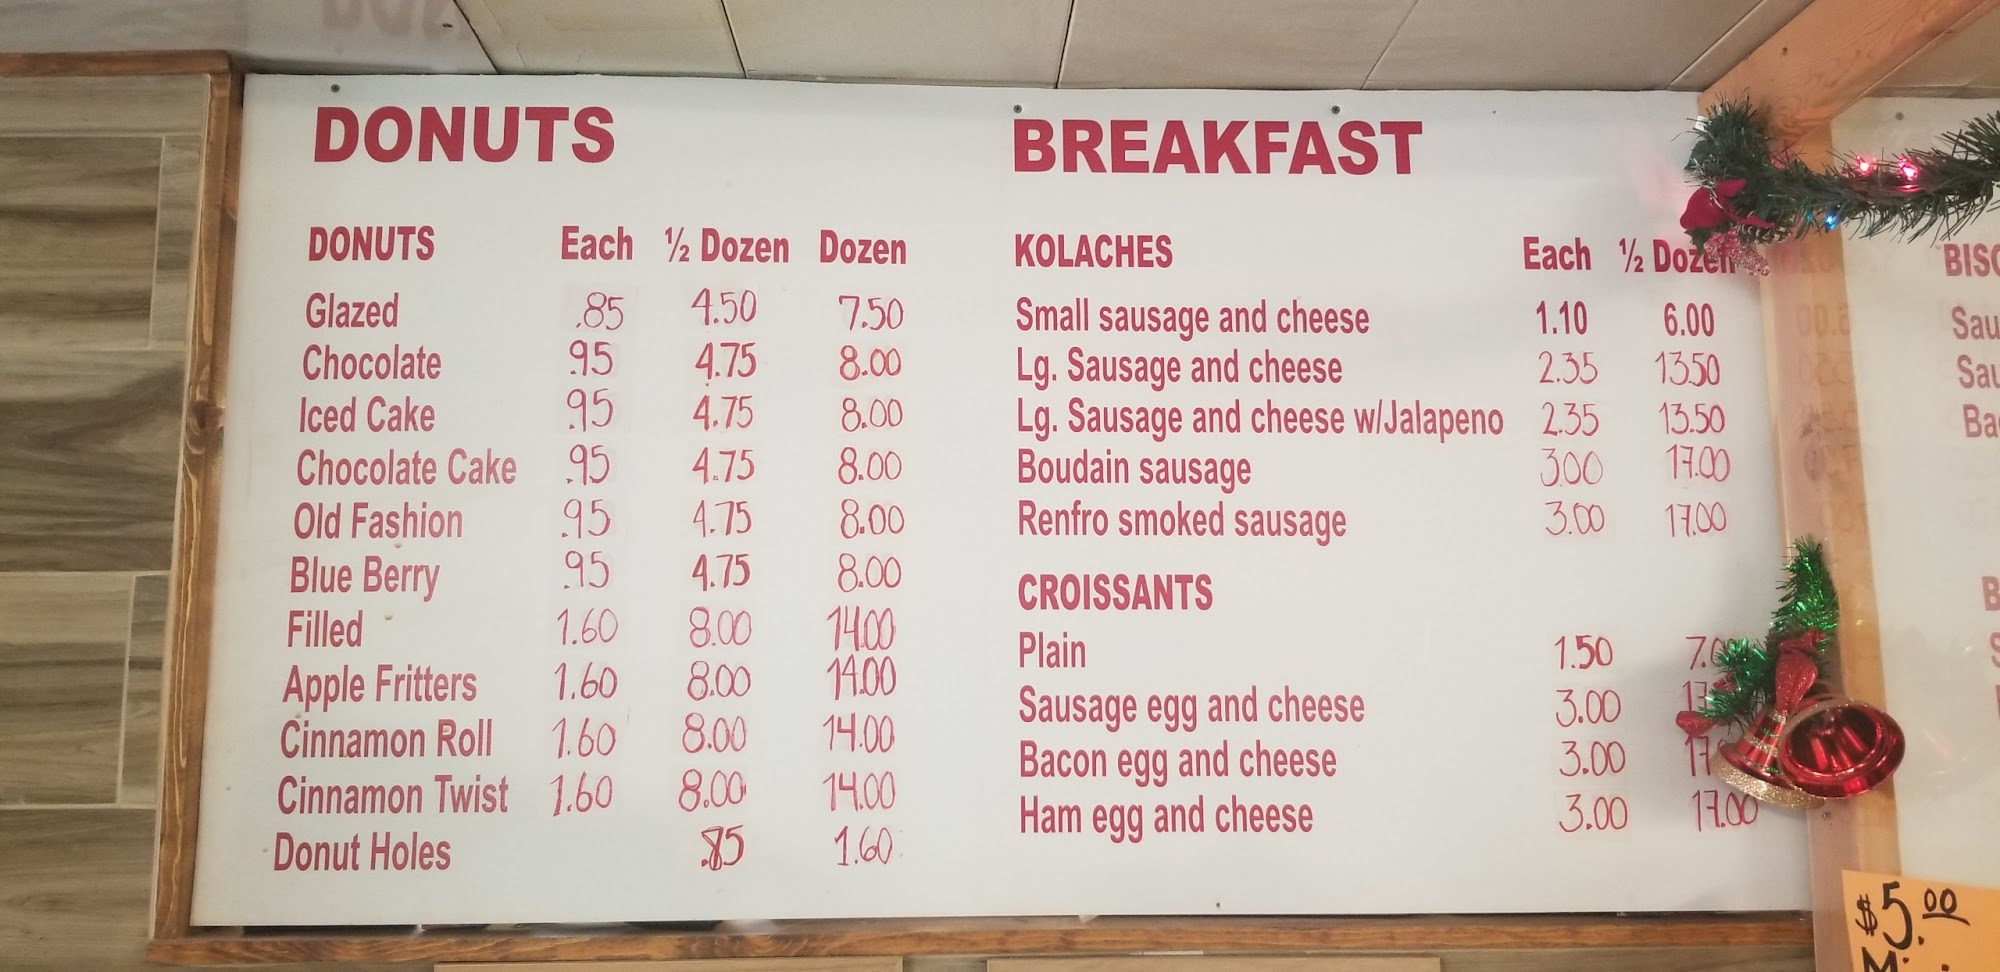 DONUTS
DONUTS Each ½ Dozen Dozen
Glazed .85 4.50 7.50
Chocolate .95 4.75 8.00
Iced Cake .95 4.75 8.00
Chocolate Cake .95 4.75 8.00
Old Fashion .95 4.75 8.00
Blue Berry .95 4.75 8.00
Filled 1.60 8.00 14.00
Apple Fritters 1.60 8.00 14.00
Cinnamon Roll 1.60 8.00 14.00
Cinnamon Twist 1.60 8.00 14.00
Donut Holes .85 1.60
BREAKFAST
KOLACHES Each ½ Dozen
Small sausage and cheese 1.10 6.00
Lg. Sausage and cheese 2.35 13.50
Lg. Sausage and cheese w/Jalapeno 2.35 13.50
Boudain sausage 3.00 17.00
Renfro smoked sausage 3.00 17.00
CROISSANTS
Plain 1.50
Sausage egg and cheese 3.00
Bacon egg and cheese 3.00
Ham egg and cheese 3.00 17.00
$5.00